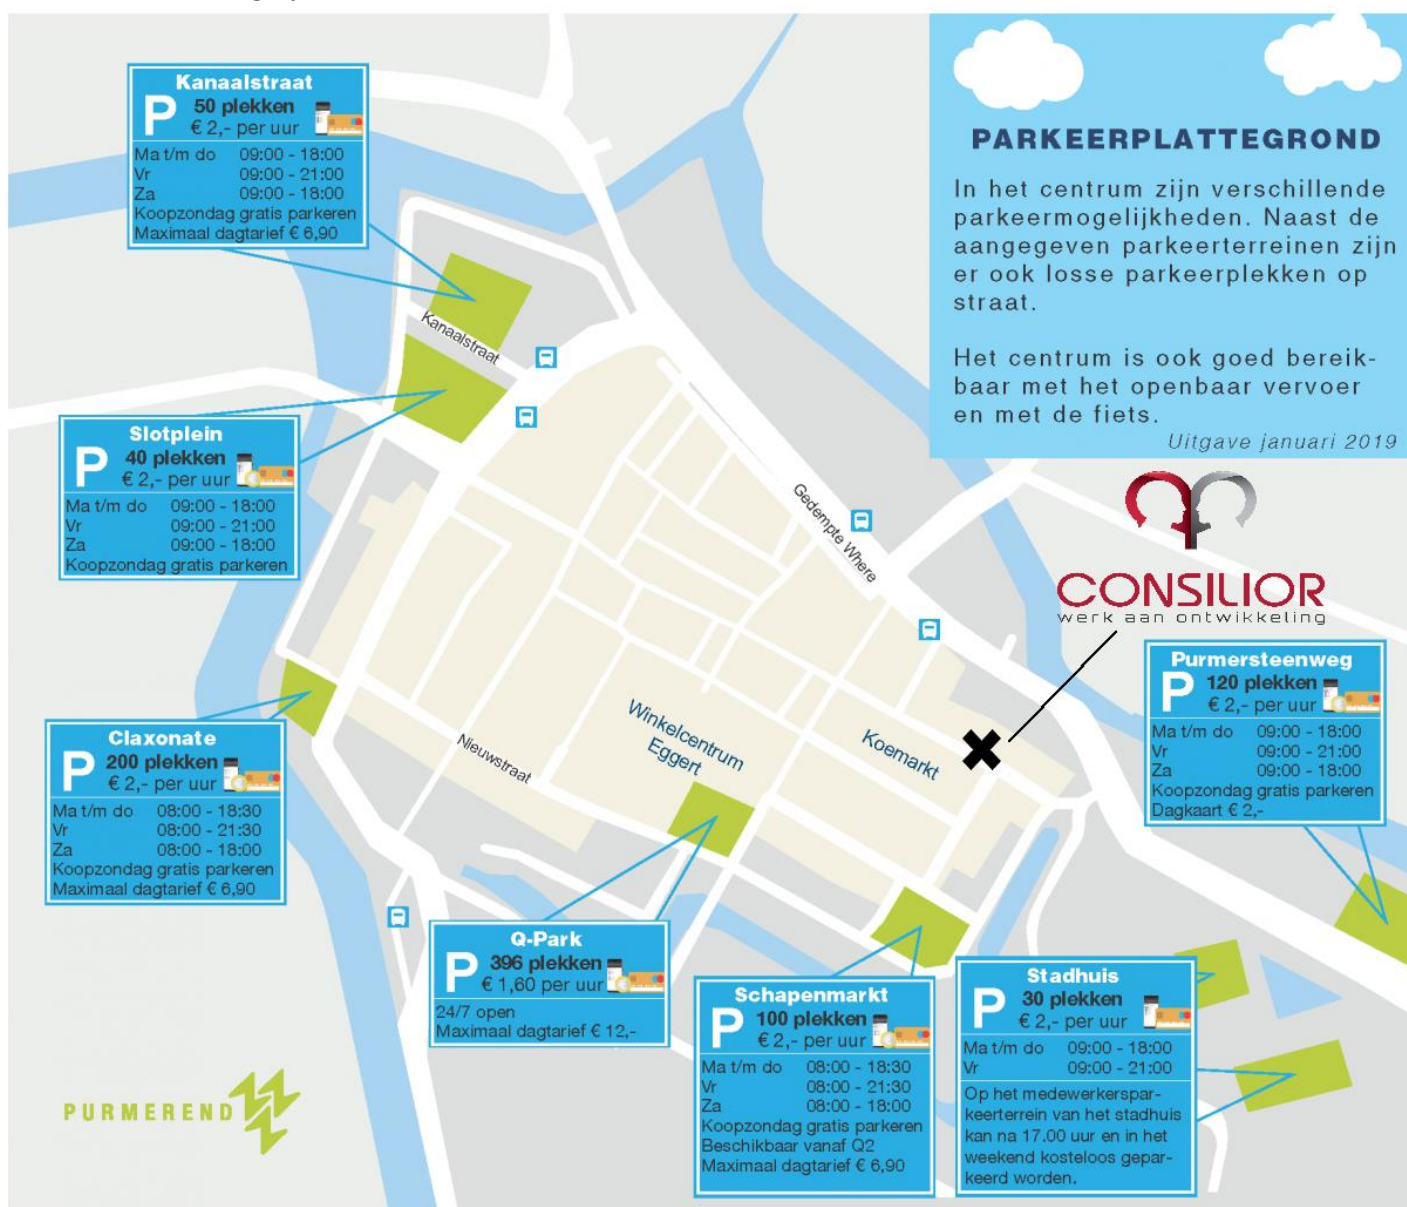 PARKEERPLATTEGROND
In het centrum zijn verschillende
parkeermogelijkheden. Naast de
aangegeven parkeerterreinen zijn
er ook losse parkeerplekken op
straat.
Het centrum is ook goed bereik-
baar met het openbaar vervoer
en met de fiets.
Uitgave januari 2019
Kanaalstraat
P 50 plekken
€ 2,- per uur
Ma t/m do 09:00 - 18:00
Vr 09:00 - 21:00
Za 09:00 - 18:00
Koopzondag gratis parkeren
Maximaal dagtarief € 6,90
Kanaalstraat
Slotplein
P 40 plekken
€ 2,- per uur
Ma t/m do 09:00 - 18:00
Vr 09:00 - 21:00
Za 09:00 - 18:00
Koopzondag gratis parkeren
Gedempte Where
CONSILIOR
werk aan ontwikkeling
Purmersteenweg
P 120 plekken
€ 2,- per uur
Ma t/m do 09:00 - 18:00
Vr 09:00 - 21:00
Za 09:00 - 18:00
Koopzondag gratis parkeren
Dagkaart € 2,-
Claxonate
P 200 plekken
€ 2,- per uur
Ma t/m do 08:00 - 18:30
Vr 08:00 - 21:30
Za 08:00 - 18:00
Koopzondag gratis parkeren
Maximaal dagtarief € 6,90
Nieuwstraat
Winkelcentrum
Eggert
Koemarkt
Q-Park
P 396 plekken
€ 1,60 per uur
24/7 open
Maximaal dagtarief € 12,-
Schapenmarkt
P 100 plekken
€ 2,- per uur
Ma t/m do 08:00 - 18:30
Vr 08:00 - 21:30
Za 08:00 - 18:00
Koopzondag gratis parkeren
Beschikbaar vanaf Q2
Maximaal dagtarief € 6,90
Stadhuis
P 30 plekken
€ 2,- per uur
Ma t/m do 09:00 - 18:00
Vr 09:00 - 21:00
Op het medewerkerspar-
keerterrein van het stadhuis
kan na 17.00 uur en in het
weekend kosteloos gepar-
keerd worden.
PURMEREND